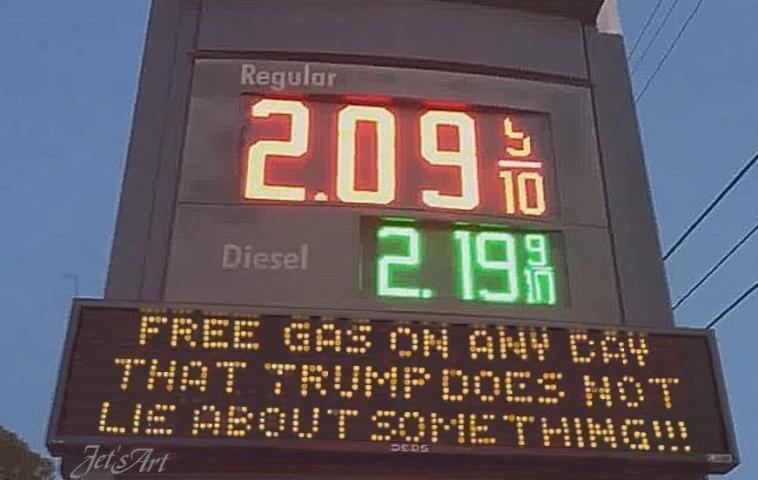 Regular
2.09 9/10
Diesel
2.19 9/10
FREE GAS ON ANY DAY
THAT TRUMP DOES NOT
LIE ABOUT SOMETHING!!!
Jet'sArt